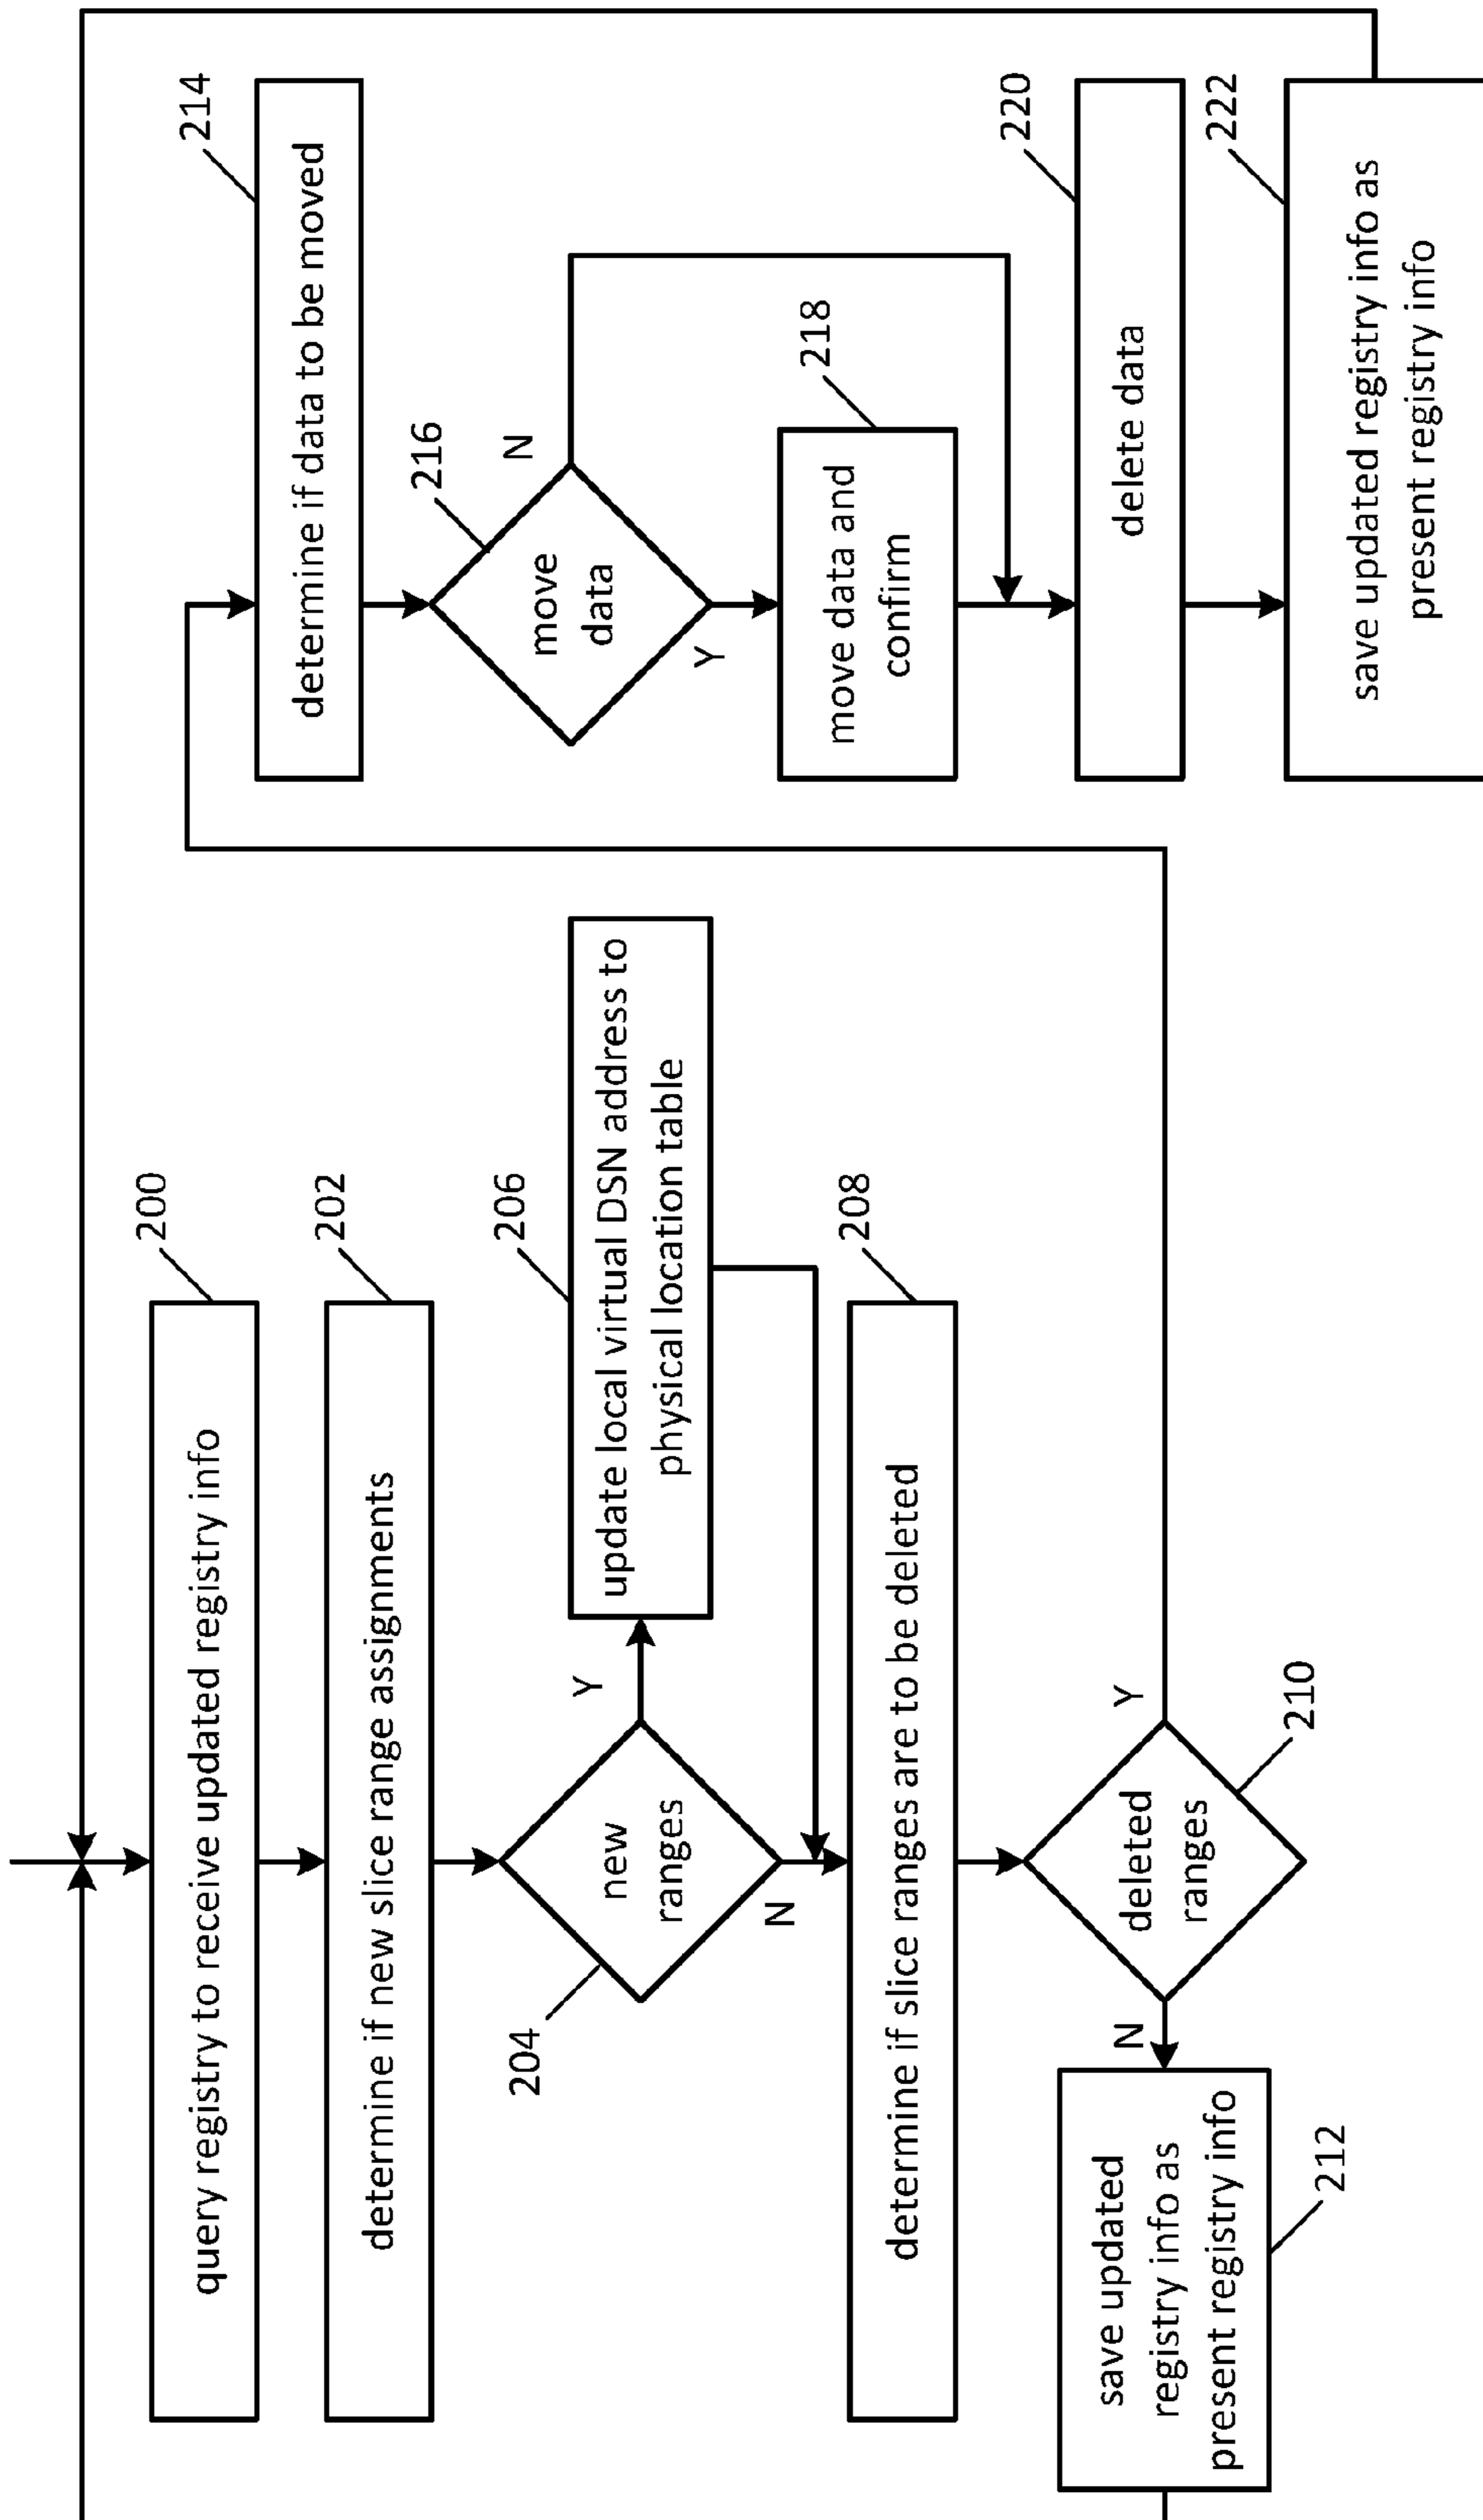 200
query registry to receive updated registry info
202
determine if new slice range assignments
204
new
ranges
Y
N
206
update local virtual DSN address to
physical location table
208
determine if slice ranges are to be deleted
210
deleted
ranges
Y
N
212
save updated
registry info as
present registry info
214
determine if data to be moved
216
move
data
N
Y
218
move data and
confirm
220
delete data
222
save updated registry info as
present registry info